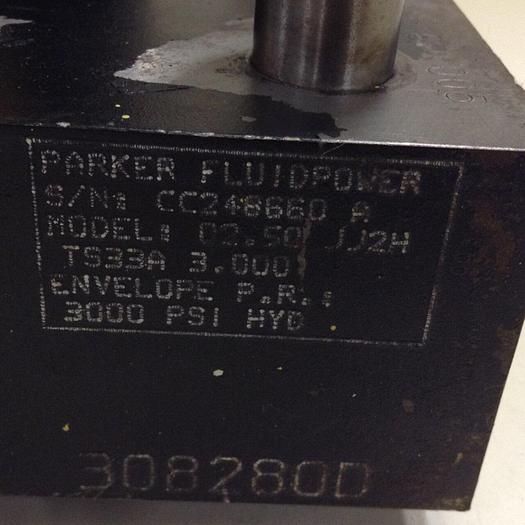 PARKER FLUIDPOWER
S/N: CC248660 A
MODEL: 02.50 JJ2H
TS33A 3.000
ENVELOPE P.R.:
3000 PSI HYD
308280D